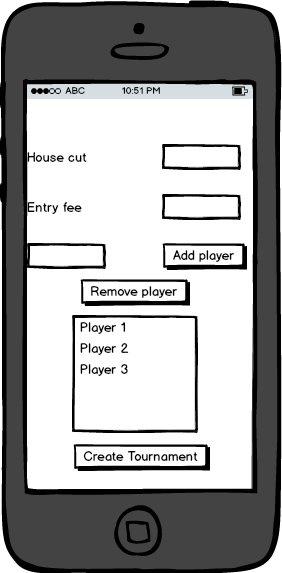 ABC 10:51 PM
House cut
Entry fee
Add player
Remove player
Player 1
Player 2
Player 3
Create Tournament